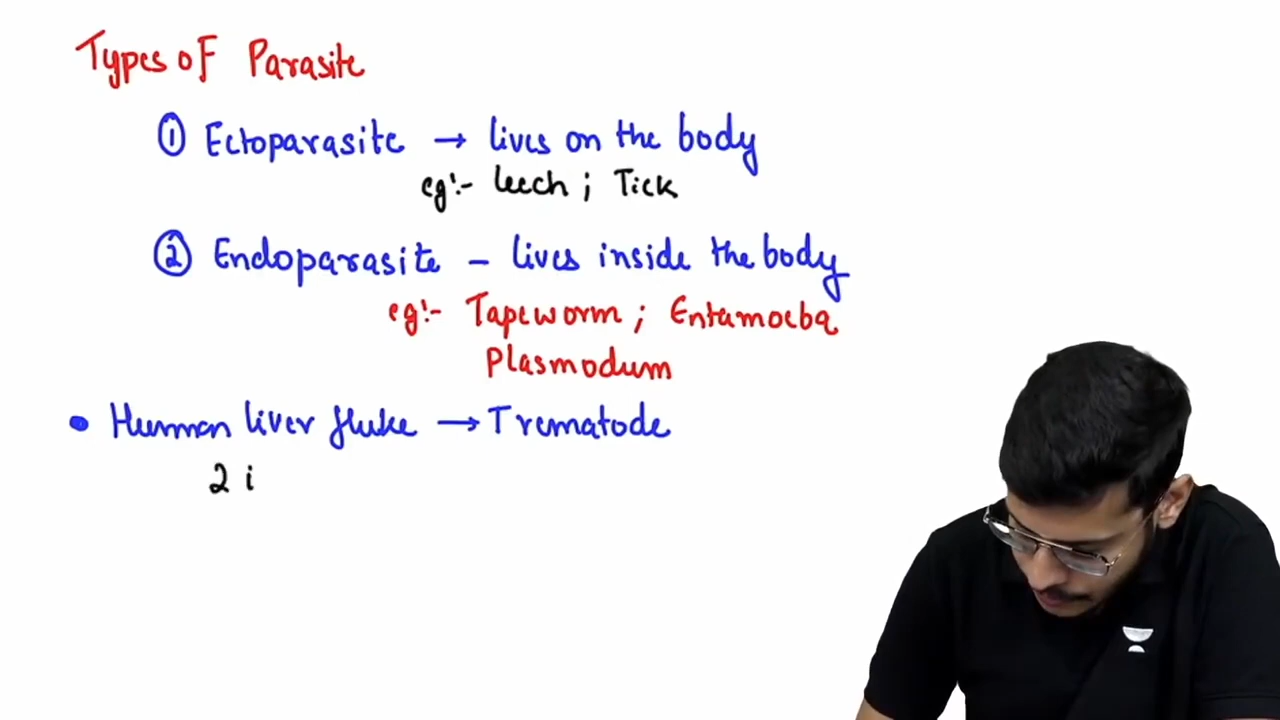 Types of Parasite
① Ectoparasite → lives on the body
eg:- leech ; Tick
② Endoparasite – lives inside the body
eg:- Tapeworm ; Entamoeba
Plasmodum
• Human liver fluke → Trematode
2 i